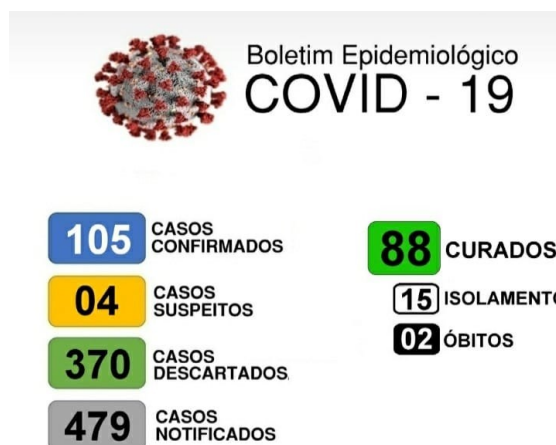 Boletim Epidemiológico
COVID - 19
105 CASOS
CONFIRMADOS
04 CASOS
SUSPEITOS
370 CASOS
DESCARTADOS
479 CASOS
NOTIFICADOS
88 CURADOS
15 ISOLAMENTO
02 ÓBITOS